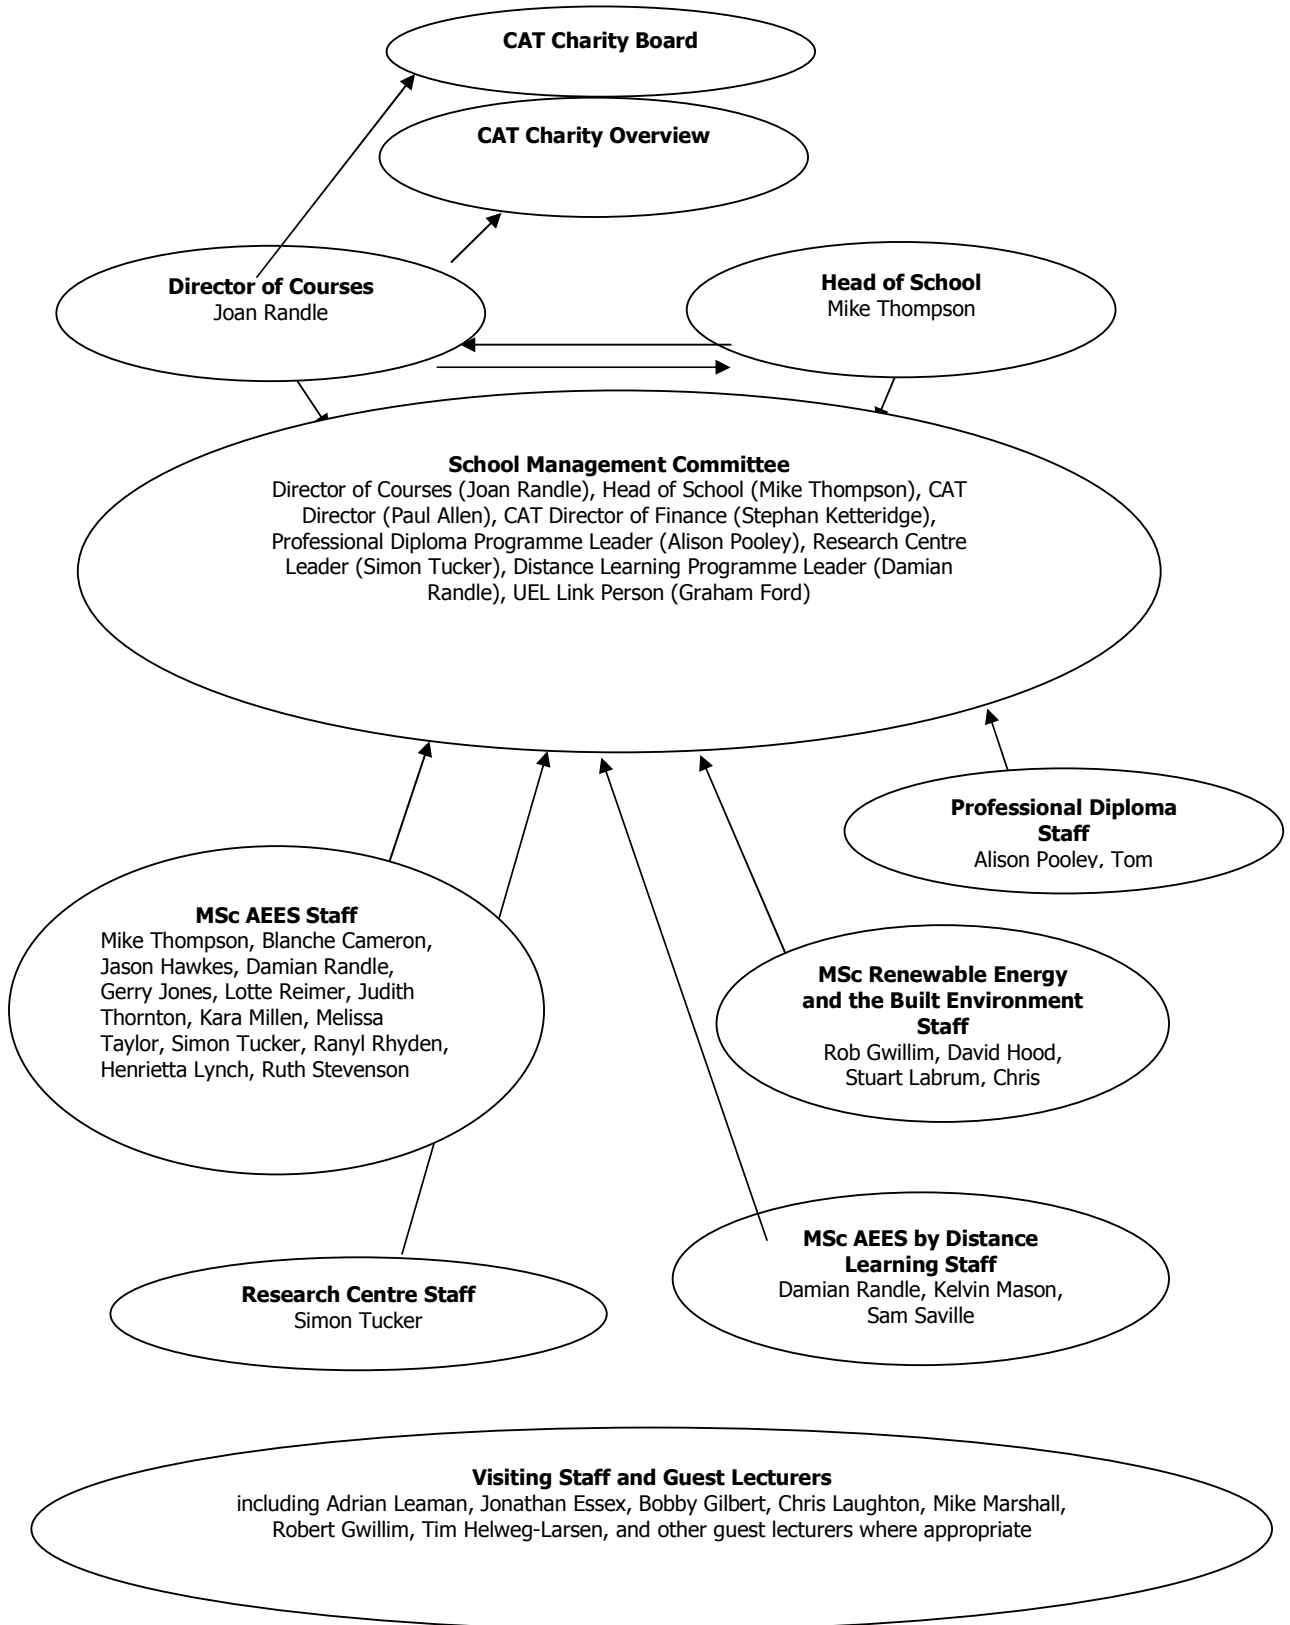 CAT Charity Board
CAT Charity Overview
Director of Courses
Joan Randle
Head of School
Mike Thompson
School Management Committee
Director of Courses (Joan Randle), Head of School (Mike Thompson), CAT
Director (Paul Allen), CAT Director of Finance (Stephan Ketteridge),
Professional Diploma Programme Leader (Alison Pooley), Research Centre
Leader (Simon Tucker), Distance Learning Programme Leader (Damian
Randle), UEL Link Person (Graham Ford)
Professional Diploma
Staff
Alison Pooley, Tom
MSc AEES Staff
Mike Thompson, Blanche Cameron,
Jason Hawkes, Damian Randle,
Gerry Jones, Lotte Reimer, Judith
Thornton, Kara Millen, Melissa
Taylor, Simon Tucker, Ranyl Rhyden,
Henrietta Lynch, Ruth Stevenson
MSc Renewable Energy
and the Built Environment
Staff
Rob Gwillim, David Hood,
Stuart Labrum, Chris
MSc AEES by Distance
Learning Staff
Damian Randle, Kelvin Mason,
Sam Saville
Research Centre Staff
Simon Tucker
Visiting Staff and Guest Lecturers
including Adrian Leaman, Jonathan Essex, Bobby Gilbert, Chris Laughton, Mike Marshall,
Robert Gwillim, Tim Helweg-Larsen, and other guest lecturers where appropriate